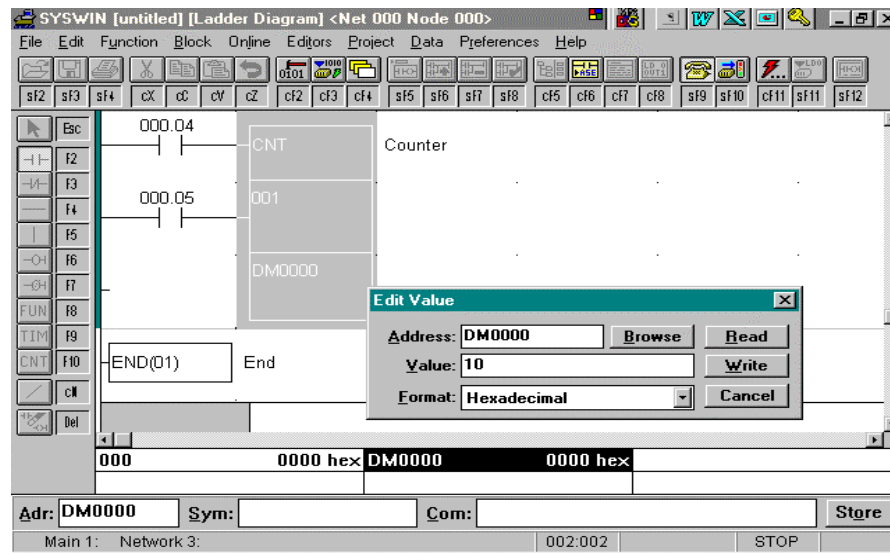 SYSWIN [untitled] [Ladder Diagram] <Net 000 Node 000>
File Edit Function Block Online Editors Project Data Preferences Help
sF2 sF3 sF4 cX cC cV cZ cF2 cF3 cF4 sF5 sF6 sF7 sF8 cF5 cF6 cF7 cF8 sF9 sF10 cF11 sF11 sF12
Esc
F2
F3
F4
F5
F6
F7
FUN F8
TIM F9
CNT F10
Del
000.04
CNT
Counter
000.05
001
DM0000
END(01)
End
Edit Value
Address: DM0000 Browse Read
Value: 10 Write
Format: Hexadecimal Cancel
000 0000 hex DM0000 0000 hex
Adr: DM0000 Sym: Com: Store
Main 1: Network 3: 002:002 STOP